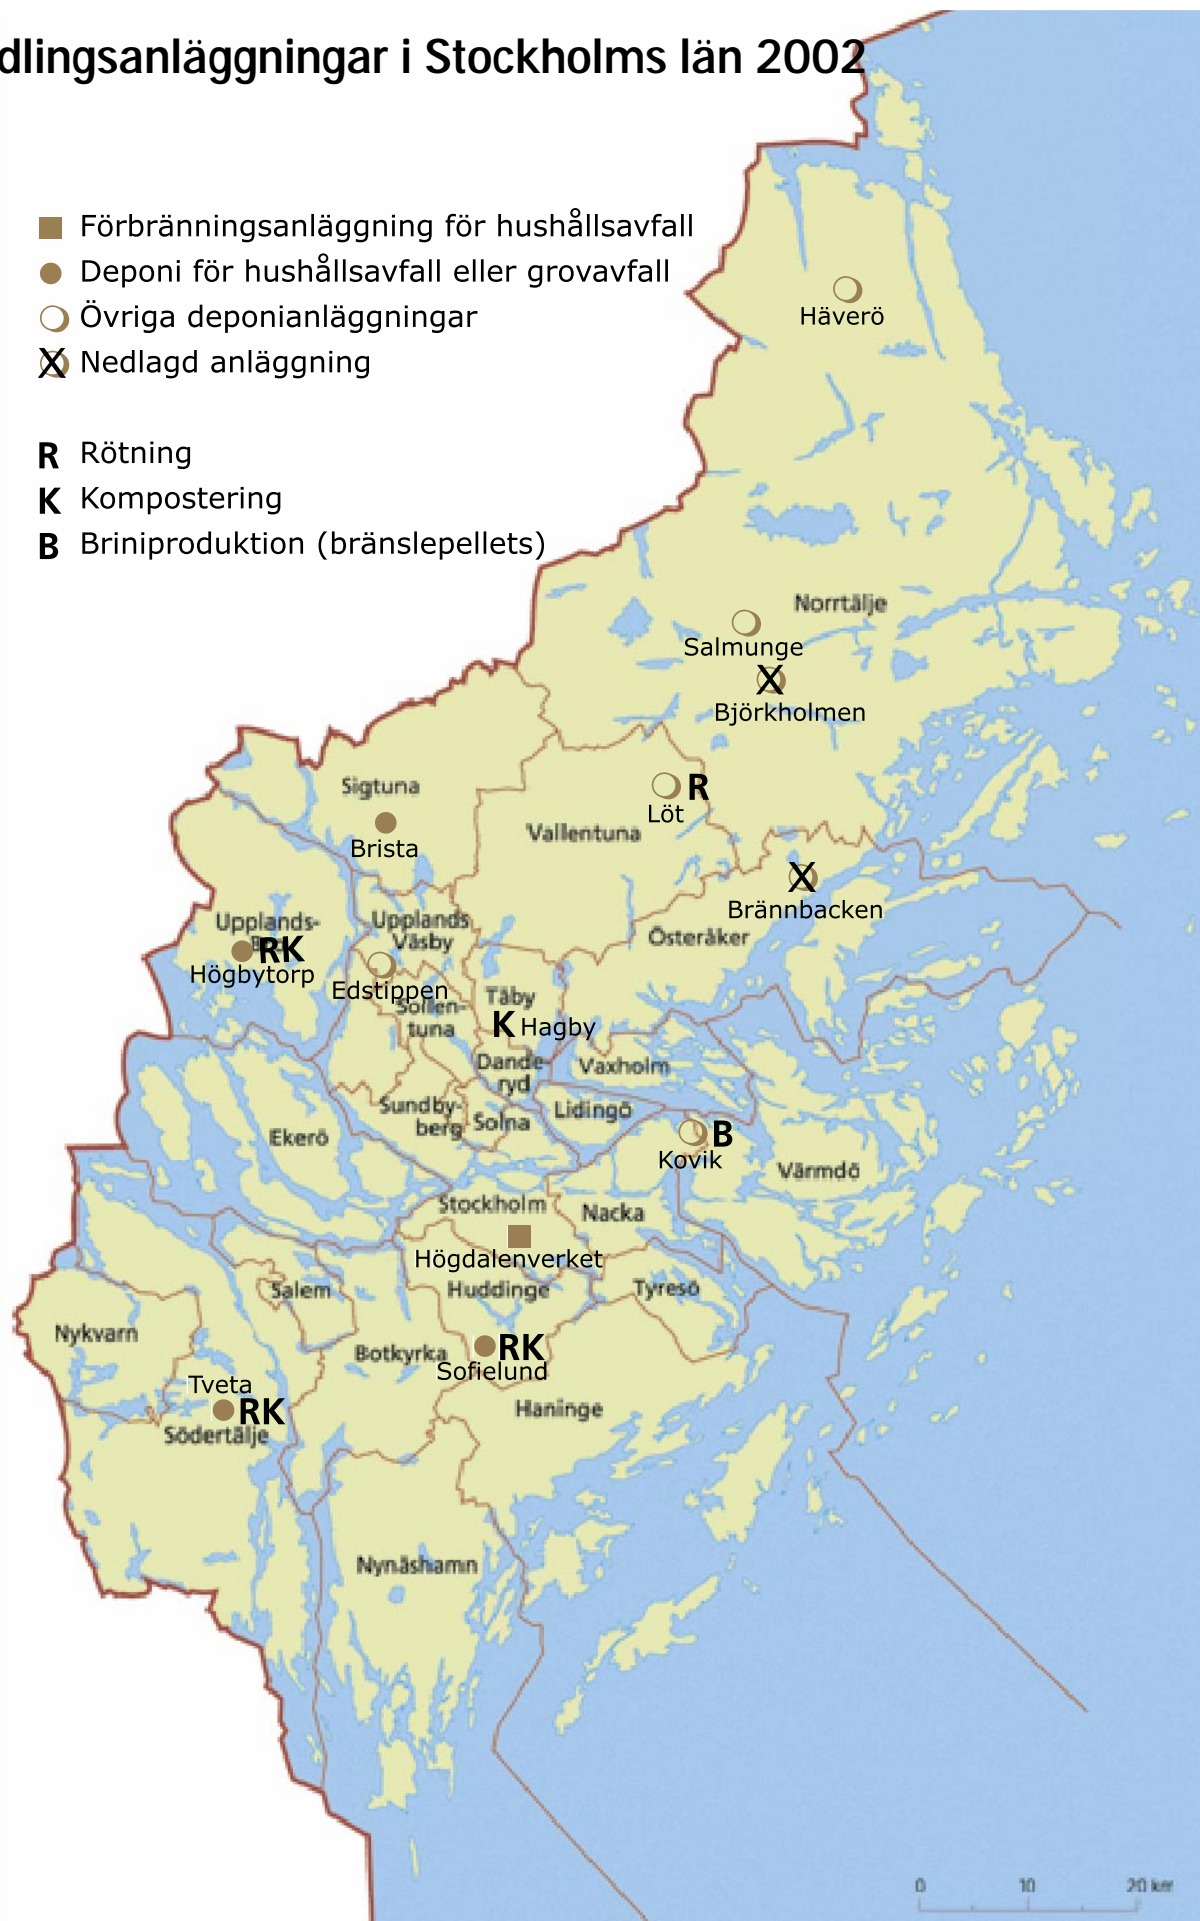 dlingsanläggningar i Stockholms län 2002
Förbränningsanläggning för hushållsavfall
Deponi för hushållsavfall eller grovavfall
Övriga deponianläggningar
X Nedlagd anläggning
R Rötning
K Kompostering
B Briniproduktion (bränslepellets)
Häverö
Norrtälje
Salmunge
X
Björkholmen
Sigtuna
R
Löt
Vallentuna
Brista
X
Brännbacken
Upplands-
RK
Högbytorp
Upplands
Väsby
Österåker
Edstippen
Sollen-
tuna
Täby
K Hagby
Dande-
ryd
Vaxholm
Sundby-
berg
Solna
Lidingö
Ekerö
B
Kovik
Värmdö
Stockholm
Nacka
Högdalenverket
Salem
Huddinge
Tyresö
Nykvarn
Botkyrka
RK
Sofielund
Tveta
RK
Södertälje
Haninge
Nynäshamn
0 10 20 km